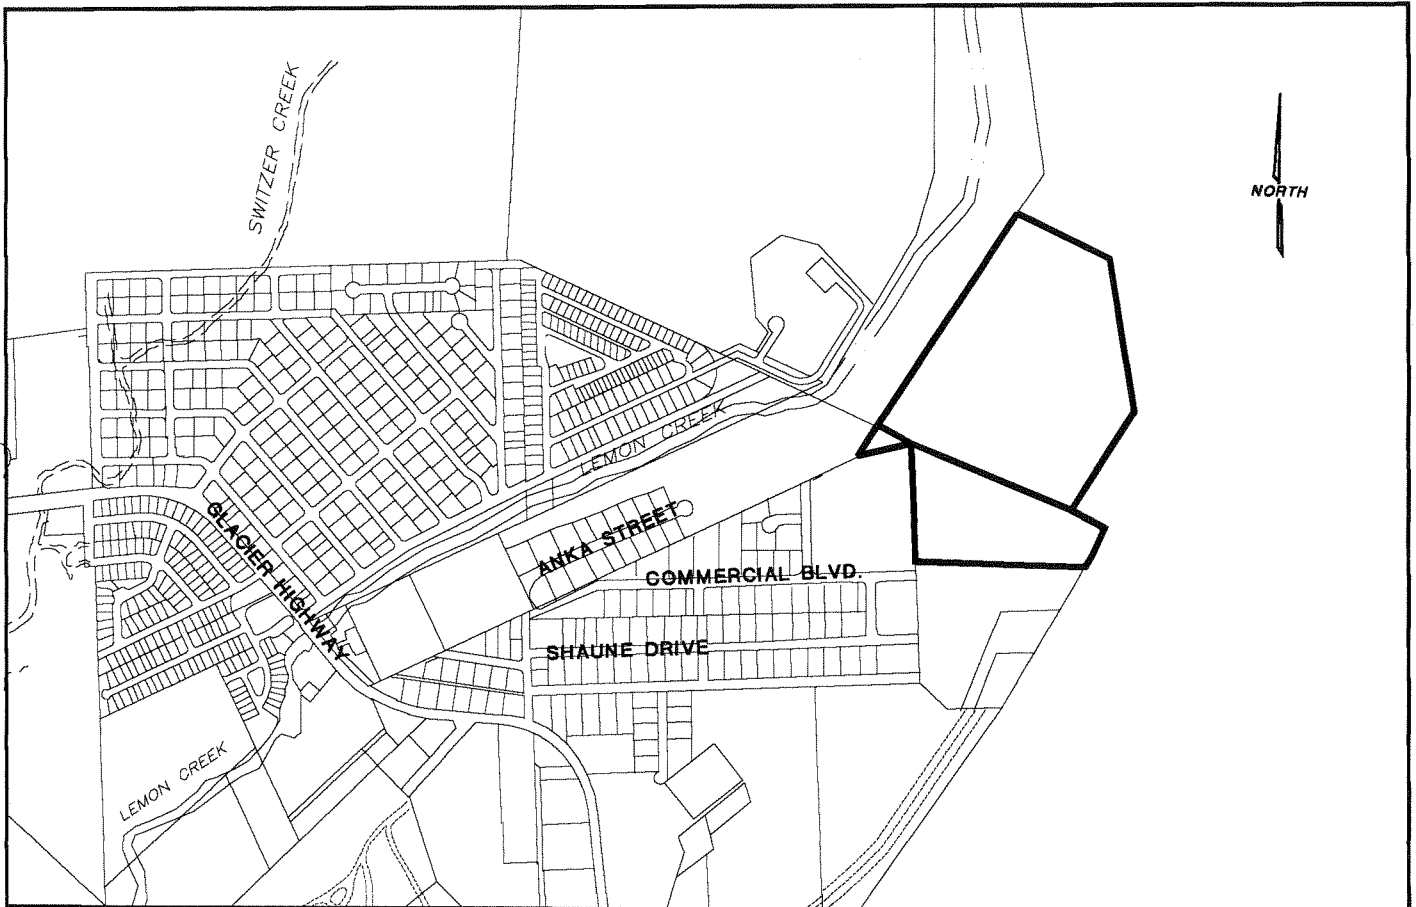 SWITZER CREEK
NORTH
LEMON CREEK
GLACIER HIGHWAY
ANKA STREET
COMMERCIAL BLVD.
SHAUNE DRIVE
LEMON CREEK